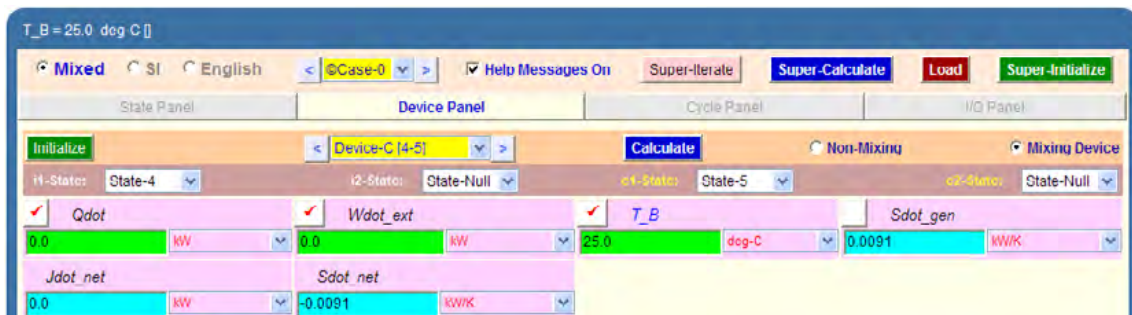 T_B = 25.0 deg-C []
Mixed SI English < ©Case-0 > Help Messages On Super-Iterate Super-Calculate Load Super-Initialize
State Panel Device Panel Cycle Panel I/O Panel
Initialize < Device-C [4-5] > Calculate Non-Mixing Mixing Device
i1-State: State-4 i2-State: State-Null e1-State: State-5 e2-State: State-Null
Qdot Wdot_ext T_B Sdot_gen
0.0 kW 0.0 kW 25.0 deg-C 0.0091 kW/K
Jdot_net Sdot_net
0.0 kW -0.0091 kW/K